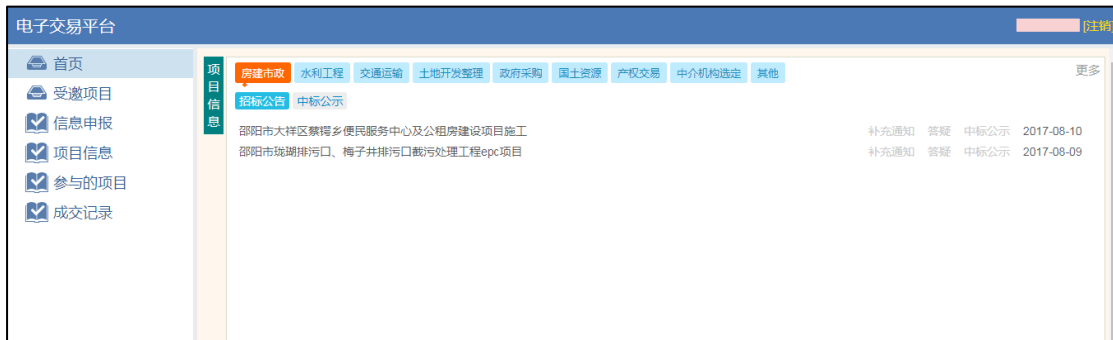 电子交易平台
[注销]
首页
受邀项目
信息申报
项目信息
参与的项目
成交记录
项目信息
房建市政 水利工程 交通运输 土地开发整理 政府采购 国土资源 产权交易 中介机构选定 其他 更多
招标公告 中标公示
邵阳市大祥区蔡锷乡便民服务中心及公租房建设项目施工 补充通知 答疑 中标公示 2017-08-10
邵阳市珑瑚排污口、梅子井排污口截污处理工程epc项目 补充通知 答疑 中标公示 2017-08-09